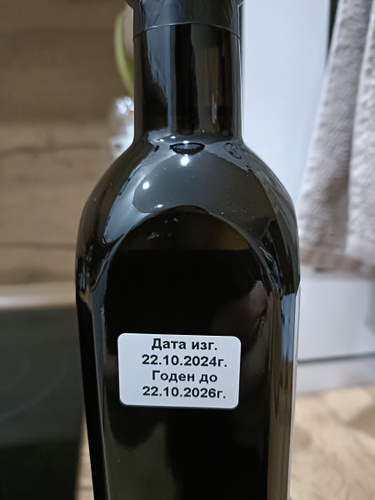 Дата изг.
22.10.2024г.
Годен до
22.10.2026г.